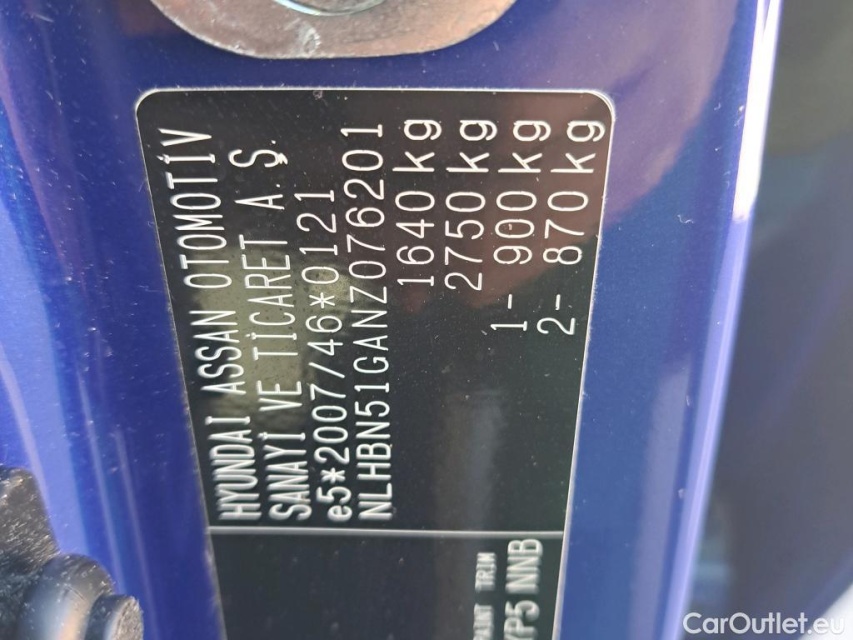 HYUNDAI ASSAN OTOMOTİV
SANAYİ VE TİCARET A.Ş.
e5*2007/46*0121
NLHBN51GANZ076201
1640 kg
2750 kg
1- 900 kg
2- 870 kg
TRIM
YP5 NNB
CarOutlet.eu